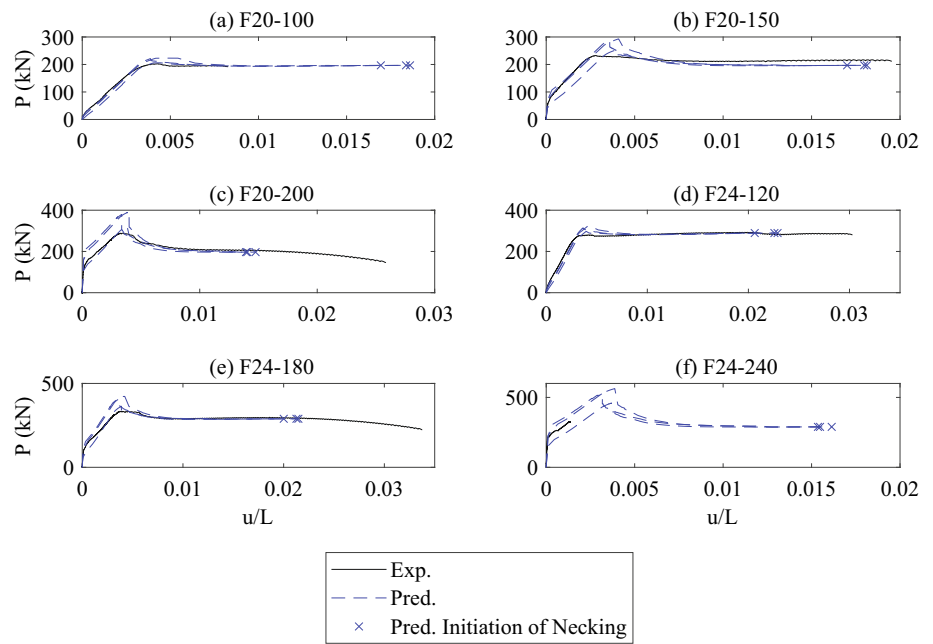 (a) F20-100
(b) F20-150
P (kN)
300
200
100
0
0 0.005 0.01 0.015 0.02
300
200
100
0
0 0.005 0.01 0.015 0.02
(c) F20-200
(d) F24-120
P (kN)
400
200
0
0 0.01 0.02 0.03
400
200
0
0 0.01 0.02 0.03
(e) F24-180
(f) F24-240
P (kN)
500
0
0 0.01 0.02 0.03
u/L
500
0
0 0.005 0.01 0.015 0.02
u/L
Exp.
Pred.
Pred. Initiation of Necking